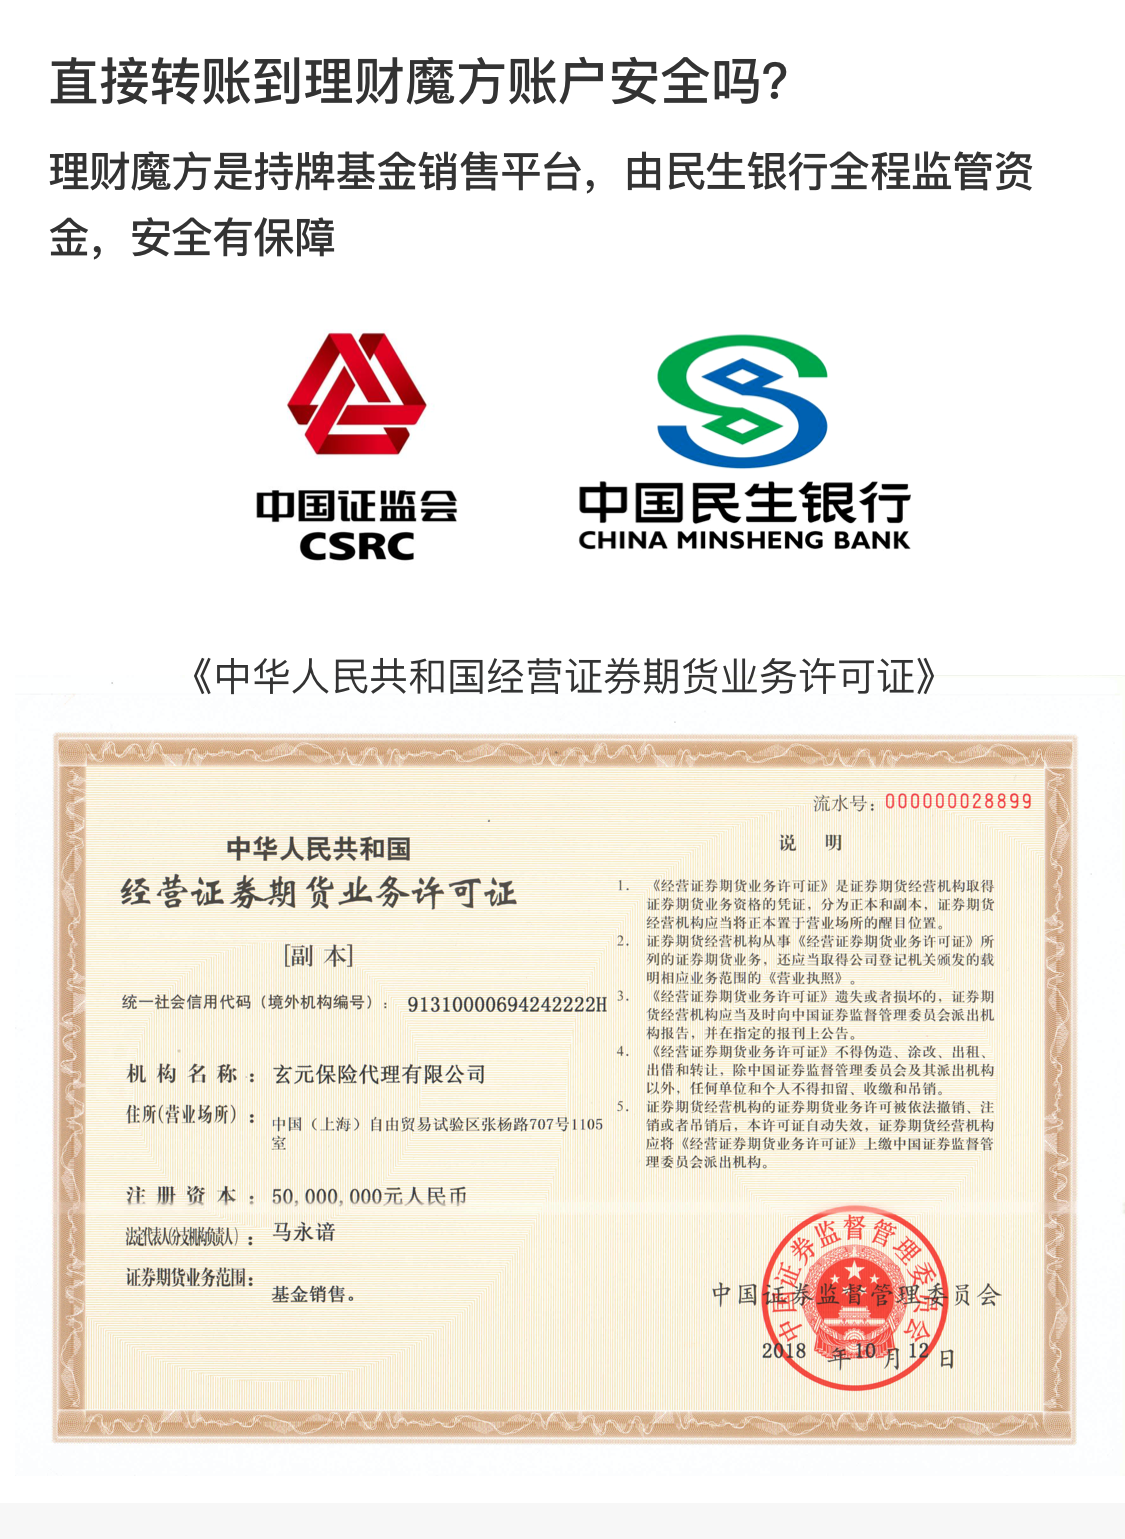 直接转账到理财魔方账户安全吗?
理财魔方是持牌基金销售平台，由民生银行全程监管资
金，安全有保障
中国证监会
CSRC
中国民生银行
CHINA MINSHENG BANK
《中华人民共和国经营证券期货业务许可证》
流水号：000000028899
中华人民共和国
经营证券期货业务许可证
[副 本]
统一社会信用代码（境外机构编号）：91310000694242222H
机构名称：玄元保险代理有限公司
住所(营业场所)：中国（上海）自由贸易试验区张杨路707号1105
室
注册资本：50,000,000元人民币
法定代表人(分支机构负责人)：马永谙
证券期货业务范围：
基金销售。
说 明
1. 《经营证券期货业务许可证》是证券期货经营机构取得
证券期货业务资格的凭证，分为正本和副本，证券期货
经营机构应当将正本置于营业场所的醒目位置。
2. 证券期货经营机构从事《经营证券期货业务许可证》所
列的证券期货业务，还应当取得公司登记机关颁发的载
明相应业务范围的《营业执照》。
3. 《经营证券期货业务许可证》遗失或者损坏的，证券期
货经营机构应当及时向中国证券监督管理委员会派出机
构报告，并在指定的报刊上公告。
4. 《经营证券期货业务许可证》不得伪造、涂改、出租、
出借和转让，除中国证券监督管理委员会及其派出机构
以外，任何单位和个人不得扣留、收缴和吊销。
5. 证券期货经营机构的证券期货业务许可被依法撤销、注
销或者吊销后，本许可证自动失效，证券期货经营机构
应将《经营证券期货业务许可证》上缴中国证券监督管
理委员会派出机构。
中国证券监督管理委员会
中国证券监督管理委员会
2018年10月12日